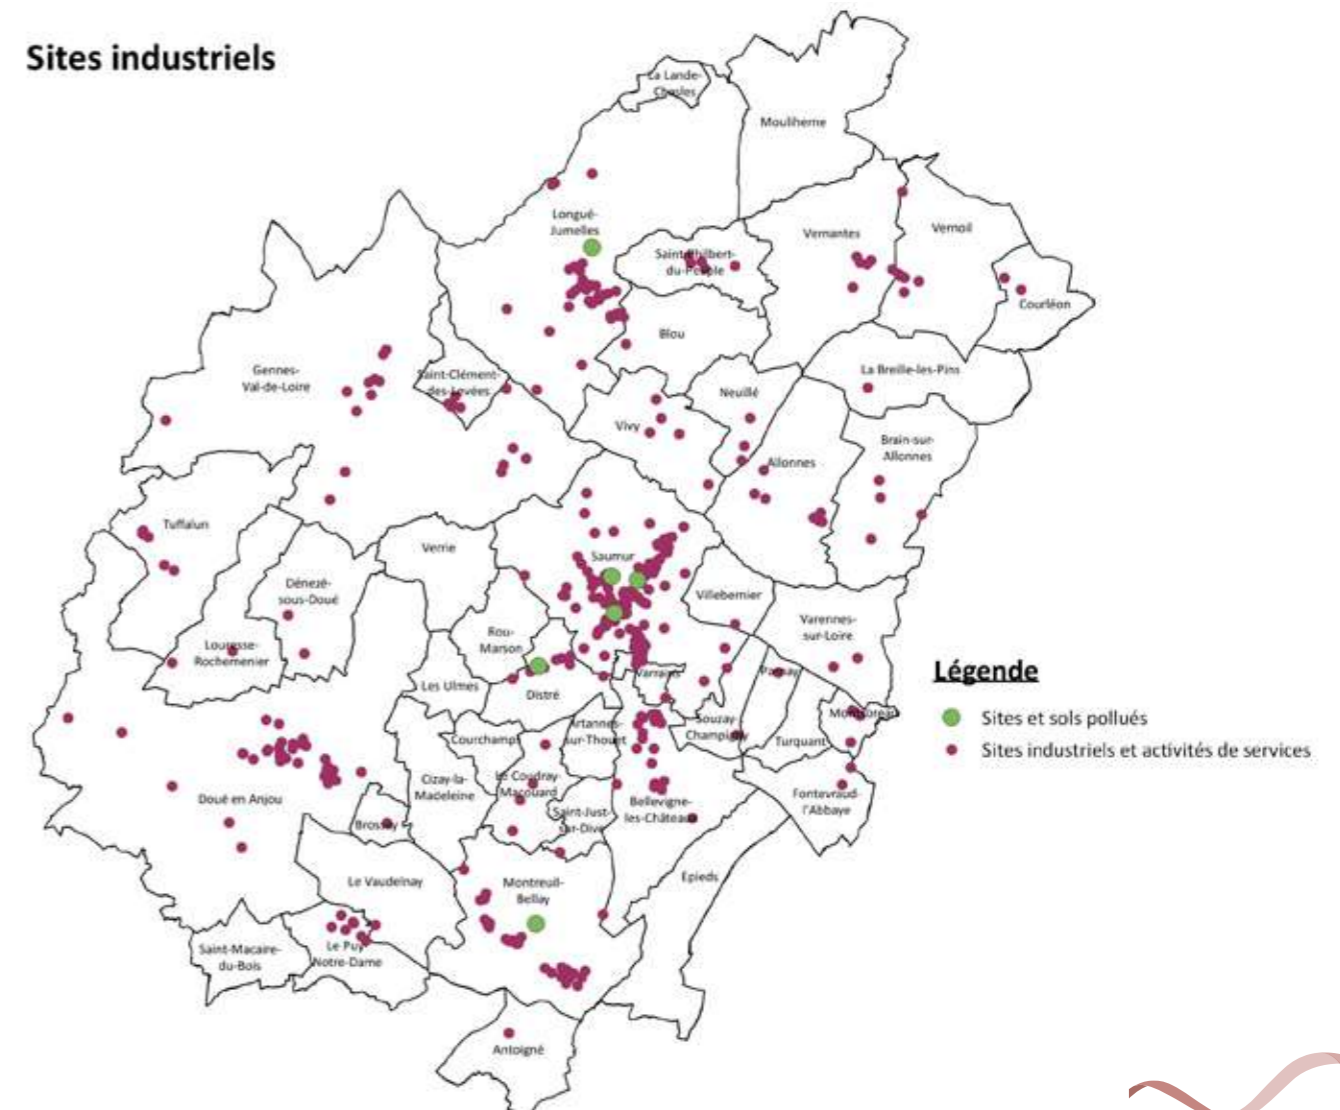 Sites industriels
La Lande-
Chasles
Mouliherne
Longué-
Jumelles
Vernantes
Vernoil
Saint-Philbert-
du-Peuple
Courléon
Blou
Gennes-
Val-de-Loire
Saint-Clément-
des-Levées
La Breille-les-Pins
Neuillé
Vivy
Brain-sur-
Allonnes
Allonnes
Tuffalun
Verrie
Saumur
Dénezé-
sous-Doué
Villebernier
Varennes-
sur-Loire
Rou-
Marson
Louresse-
Rochemenier
Varrains
Parnay
Légende
Les Ulmes
Distré
Montsoreau
Sites et sols pollués
Souzay-
Champigny
Artannes-
sur-Thouet
Courchamps
Turquant
Sites industriels et activités de services
Cizay-la-
Madeleine
Le Coudray-
Macouard
Doué en Anjou
Bellevigne-
les-Châteaux
Fontevraud-
l'Abbaye
Saint-Just-
sur-Dive
Brossay
Epieds
Le Vaudelnay
Montreuil-
Bellay
Saint-Macaire-
du-Bois
Le Puy
Notre-Dame
Antoigné